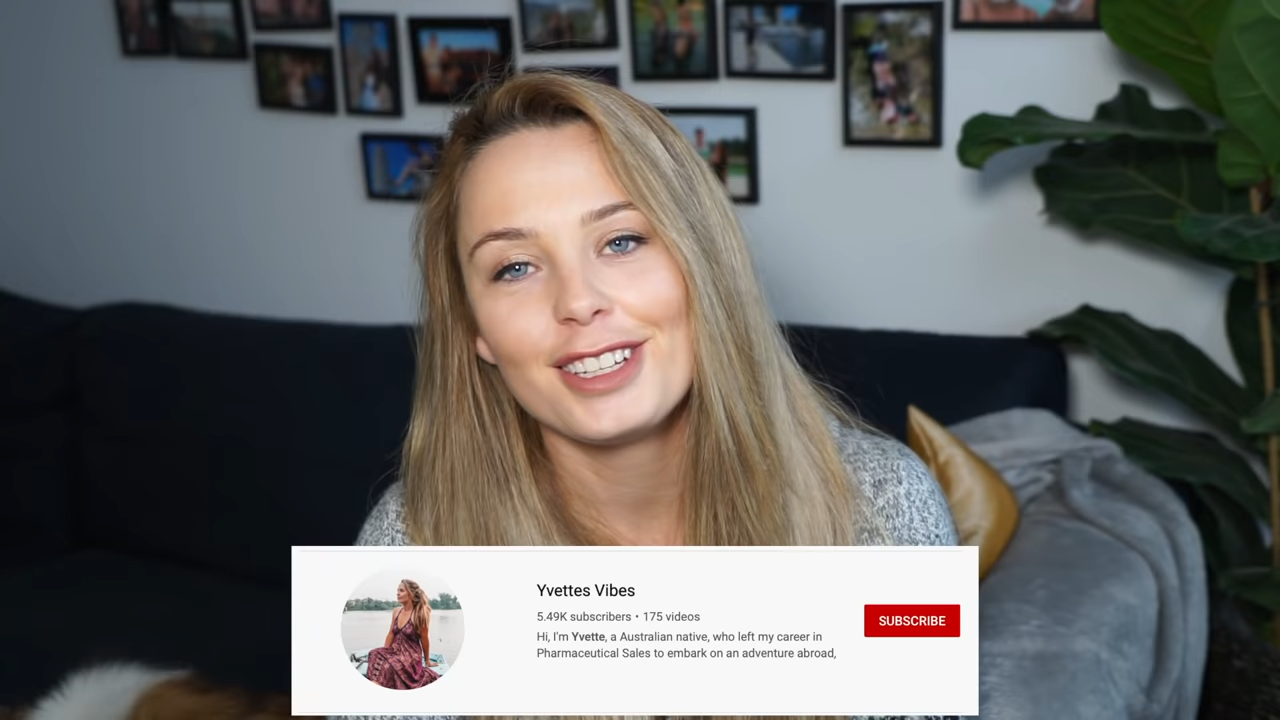 Yvettes Vibes
5.49K subscribers • 175 videos
Hi, I'm Yvette, a Australian native, who left my career in
Pharmaceutical Sales to embark on an adventure abroad,
SUBSCRIBE